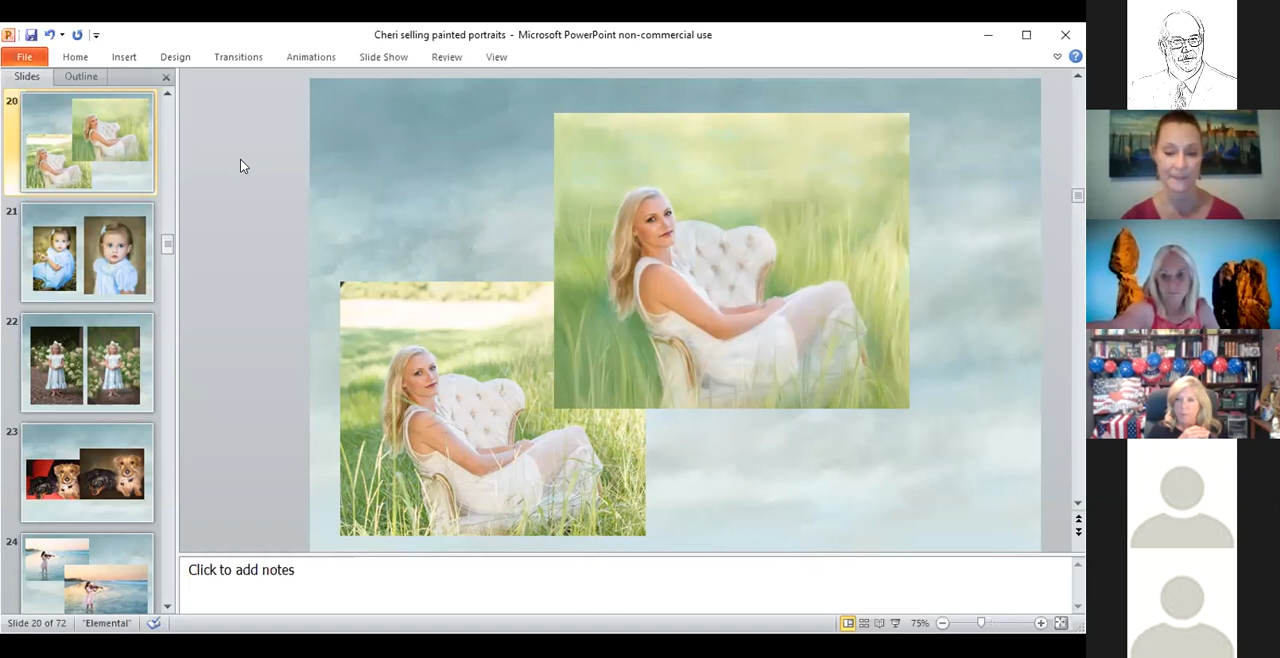 Cheri selling painted portraits - Microsoft PowerPoint non-commercial use
File Home Insert Design Transitions Animations Slide Show Review View
Slides Outline
20
21
22
23
24
Click to add notes
Slide 20 of 72 "Elemental" 75%